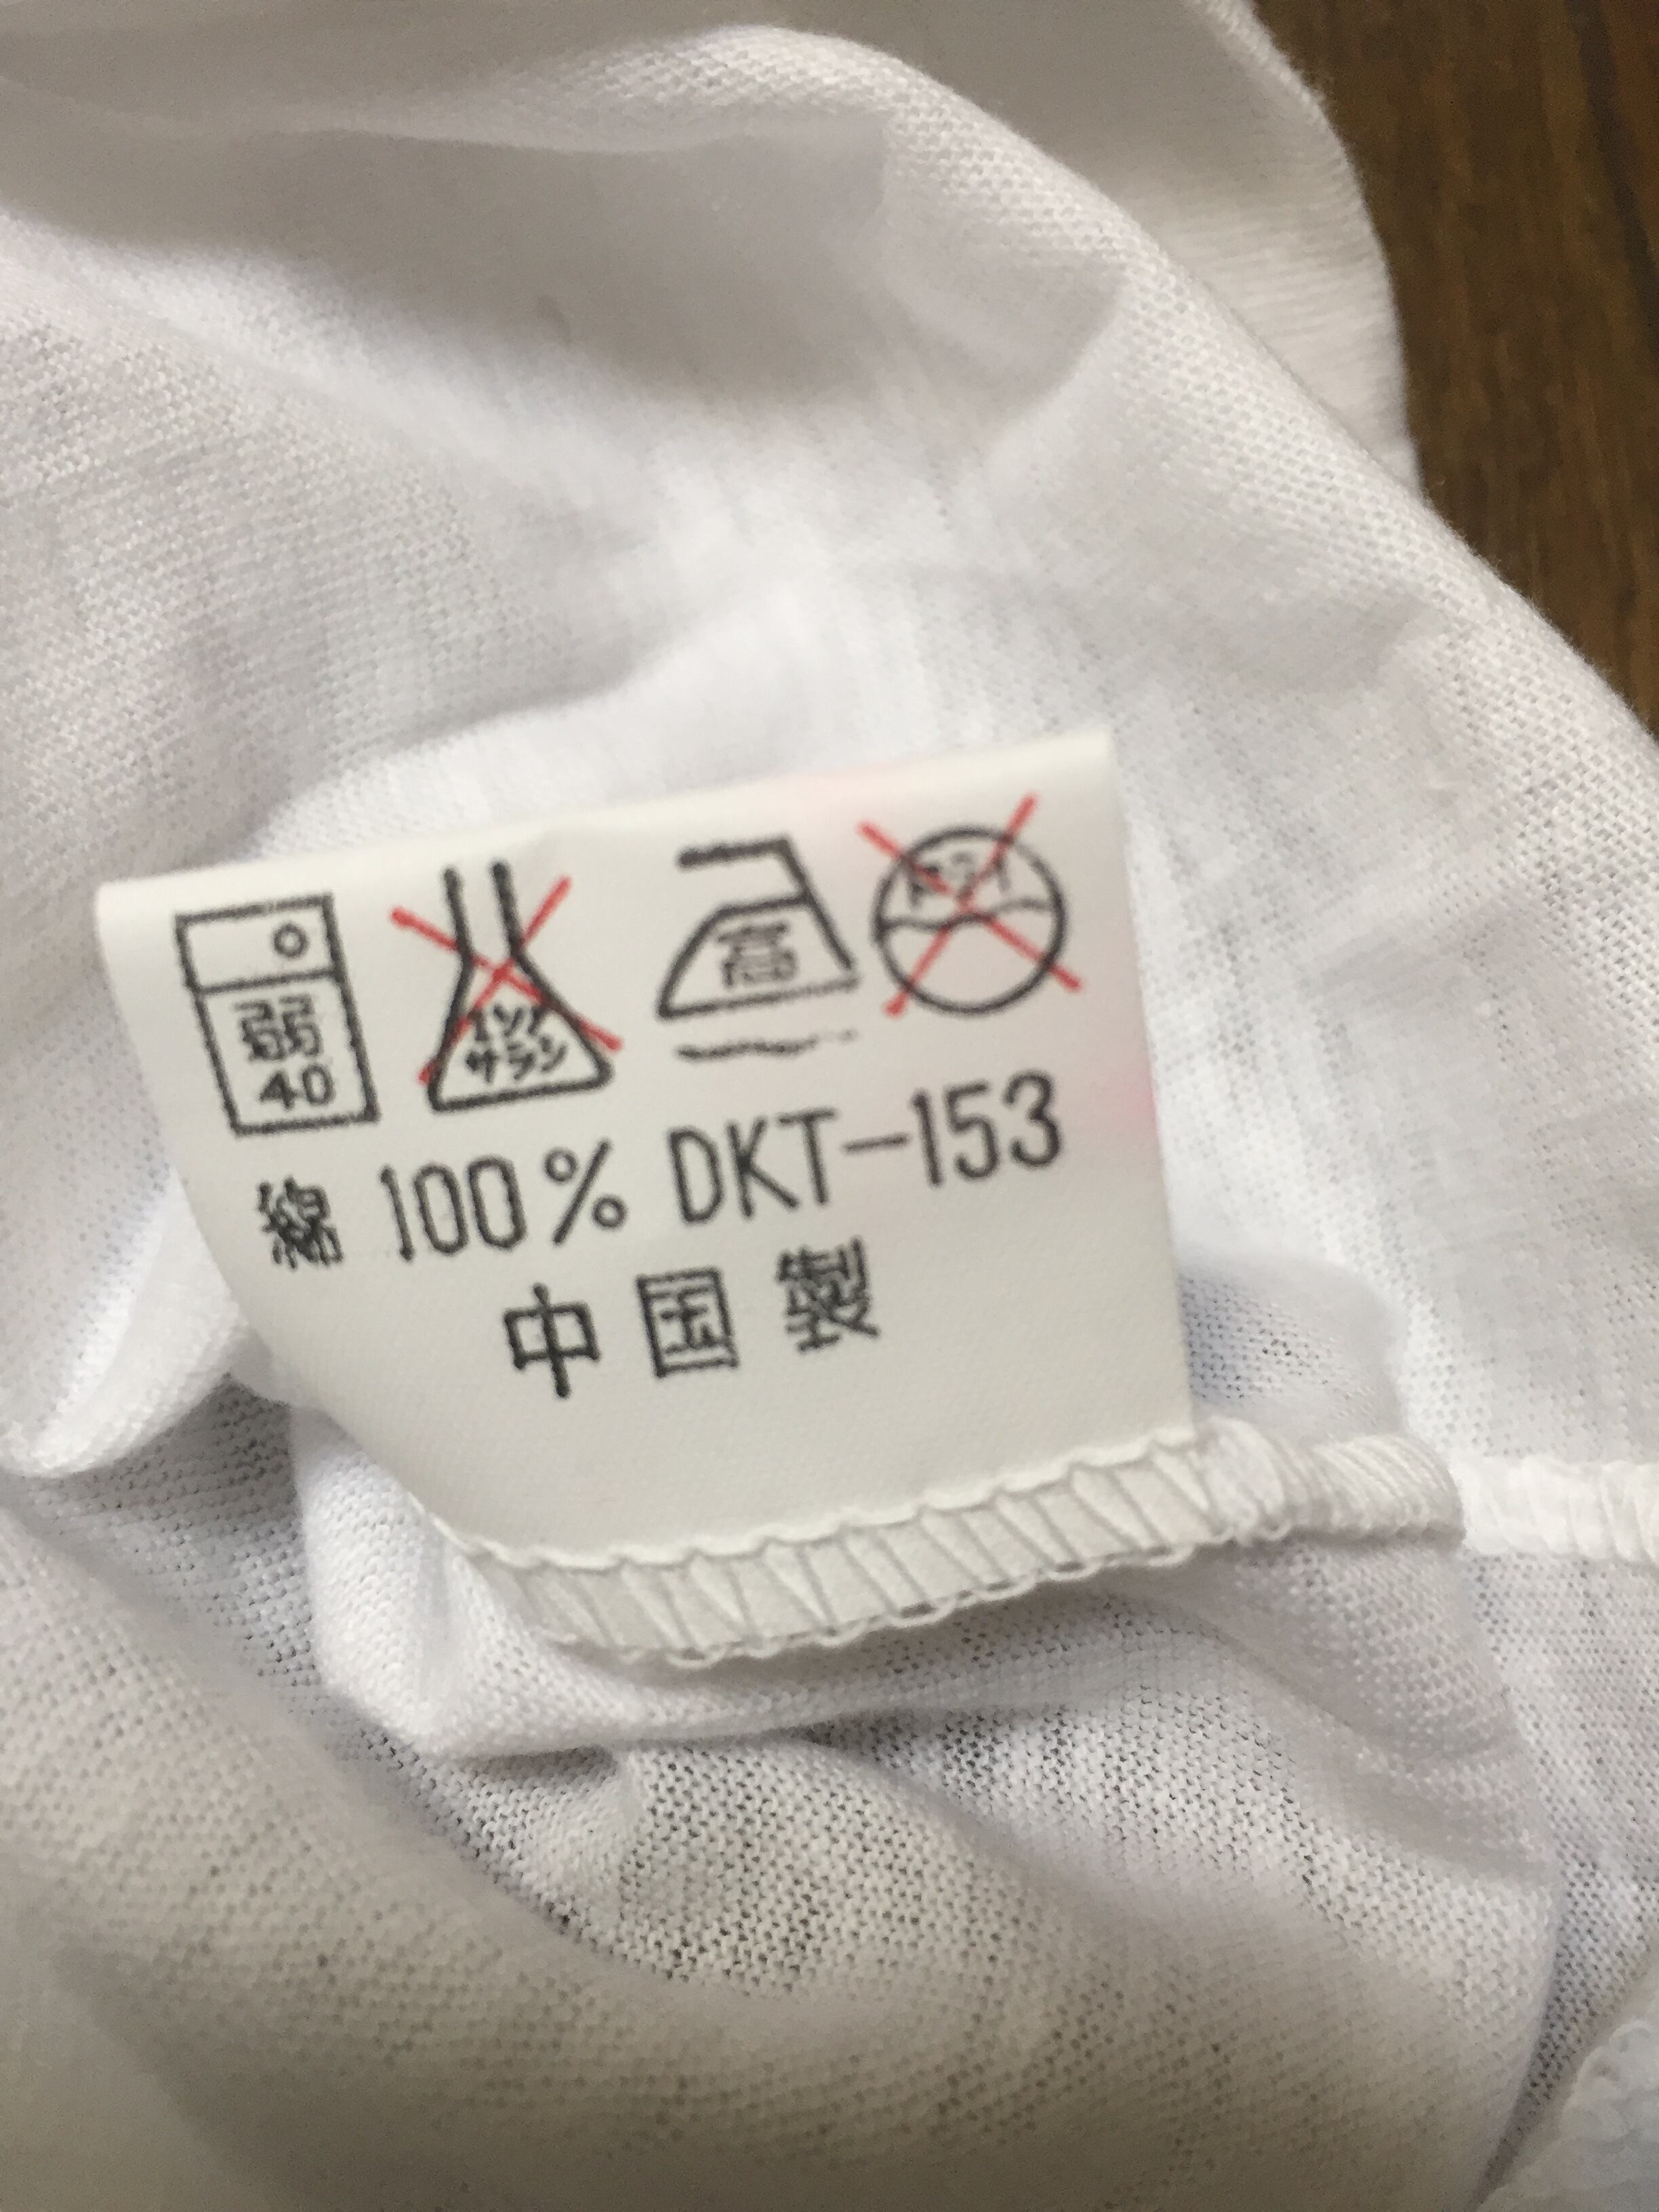 弱
40
エンソ
サラシ
高
ドライ
綿 100% DKT-153
中国製